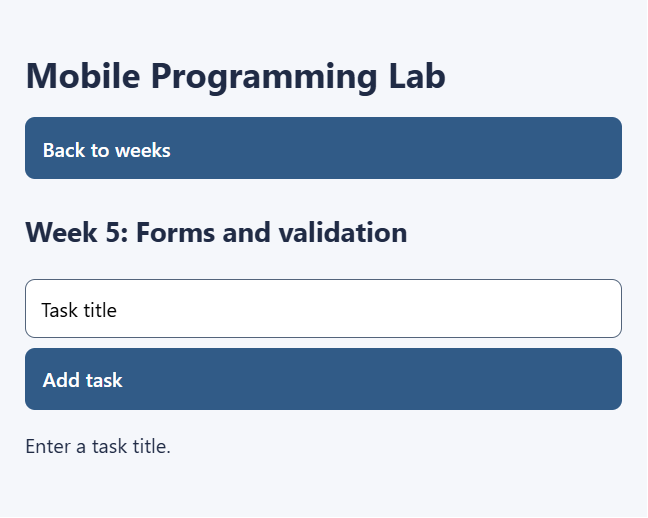 Mobile Programming Lab
Back to weeks
Week 5: Forms and validation
Task title
Add task
Enter a task title.